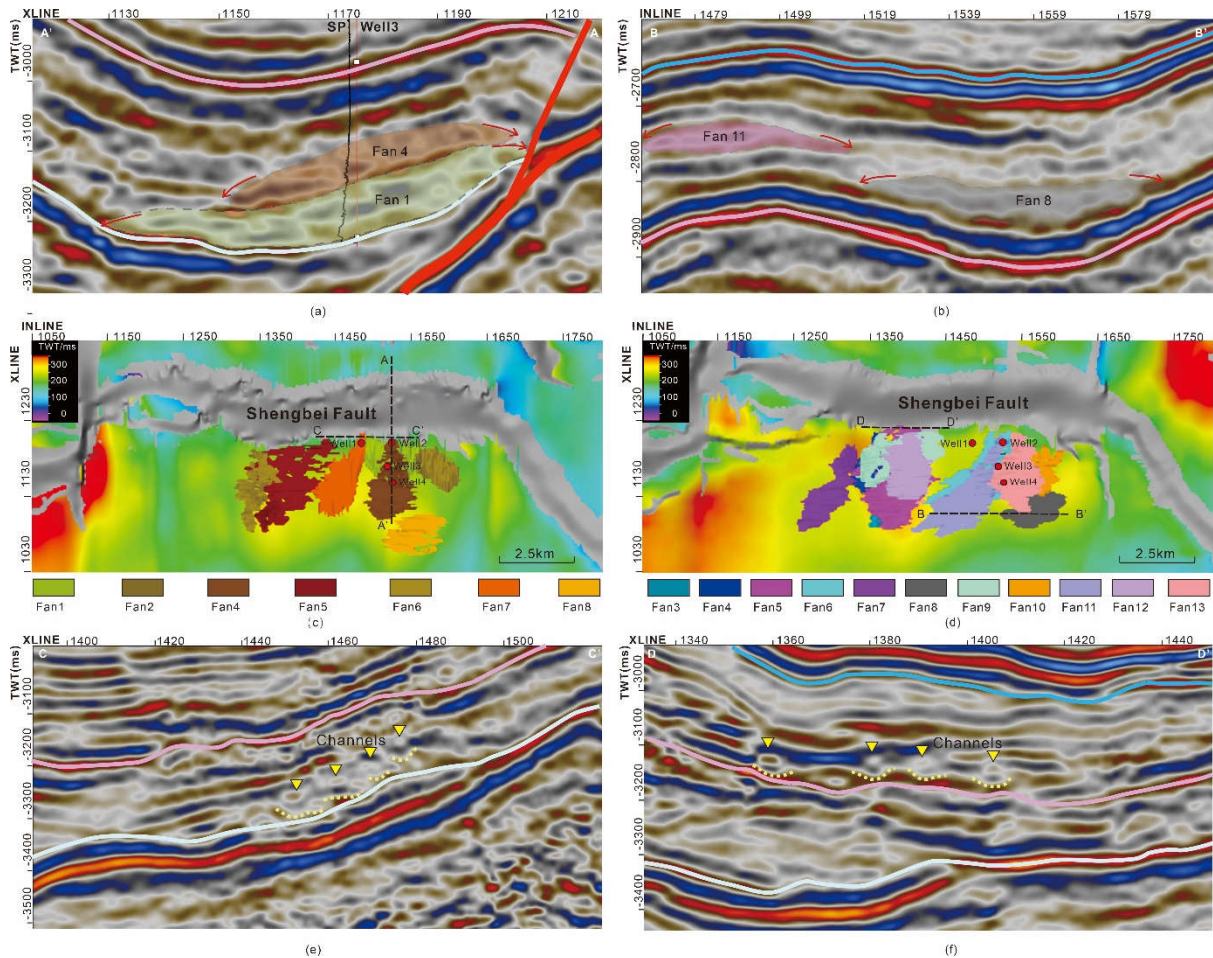 XLINE 1130 1150 1173 1190 1210
INLINE 1479 1499 1519 1539 1559 1579
TWT(ms)
A'
SP Well3
A
TWT(ms)
B
B'
-3000
-3100
-3200
-3300
Fan 4
Fan 1
-2700
-2800
-2900
Fan 11
Fan 8
(a)
(b)
INLINE
1050 1150 1250 1350 1450 1550 1650 1750
INLINE
1050 1150 1250 1350 1450 1550 1650 1750
XLINE
TWT/ms
300
200
100
0
1230
1130
1030
A
Shengbei Fault
C
C'
Well1
Well2
Well3
Well4
A'
2.5km
XLINE
TWT/ms
300
200
100
0
1230
1130
1030
Shengbei Fault
D
D'
Well1
Well2
Well3
Well4
B
B'
2.5km
Fan1 Fan2 Fan4 Fan5 Fan6 Fan7 Fan8
Fan3 Fan4 Fan5 Fan6 Fan7 Fan8 Fan9 Fan10 Fan11 Fan12 Fan13
(c)
(d)
XLINE 1400 1420 1440 1460 1480 1500
XLINE 1340 1360 1380 1400 1420 1440
TWT(ms)
C
C'
TWT(ms)
D
D'
-3100
-3200
-3300
-3400
-3500
Channels
-3000
-3100
-3200
-3300
-3400
Channels
(e)
(f)